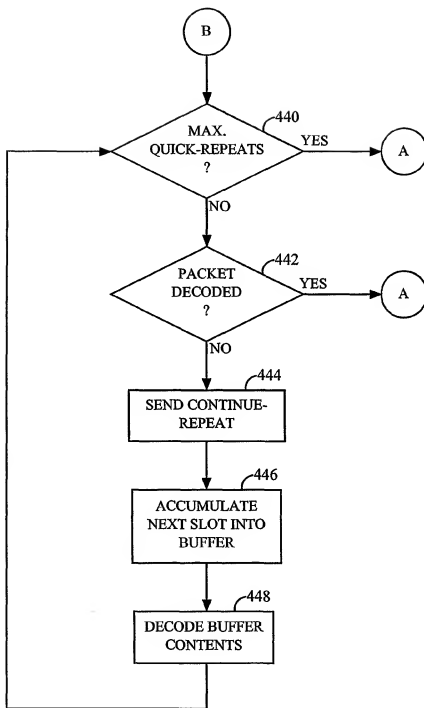 B
440
MAX.
QUICK-REPEATS
?
YES
A
NO
442
PACKET
DECODED
?
YES
A
NO
444
SEND CONTINUE-
REPEAT
446
ACCUMULATE
NEXT SLOT INTO
BUFFER
448
DECODE BUFFER
CONTENTS